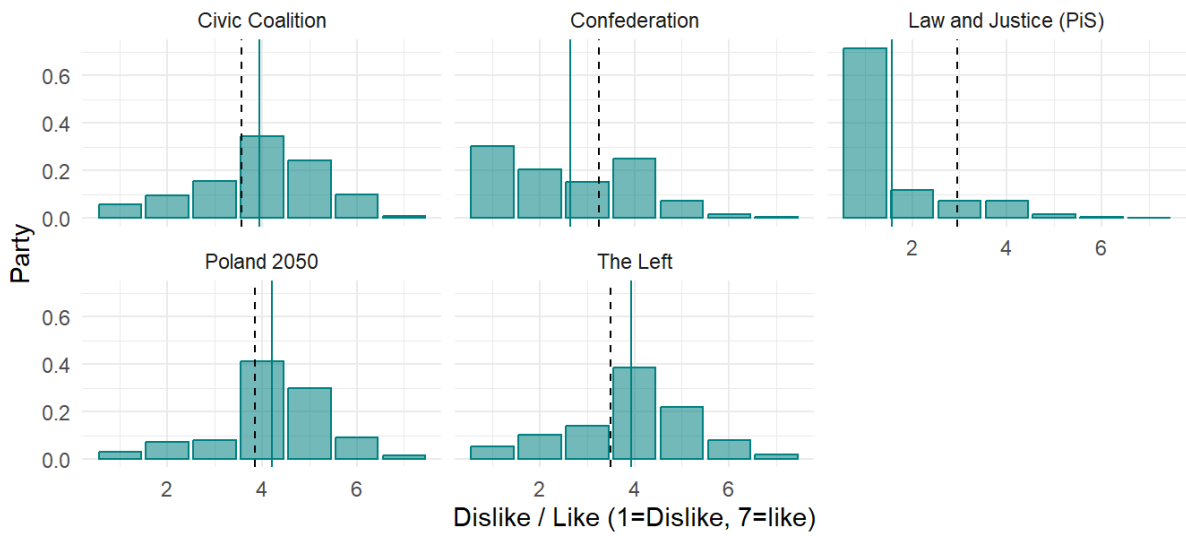 Civic Coalition
Confederation
Law and Justice (PiS)
0.6
0.4
0.2
0.0
2 4 6
Party
Poland 2050
The Left
0.6
0.4
0.2
0.0
2 4 6
2 4 6
Dislike / Like (1=Dislike, 7=like)